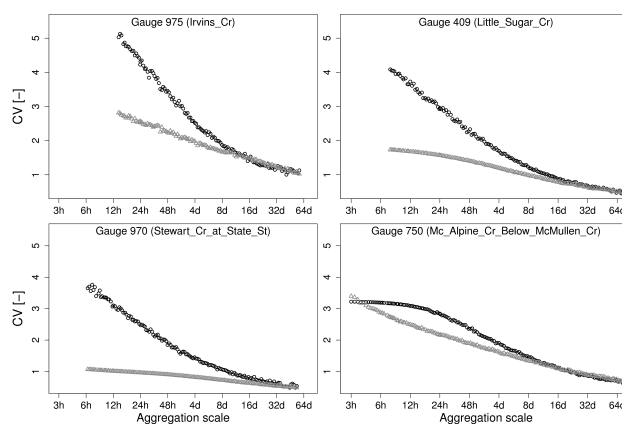 Gauge 975 (Irvins_Cr)
Gauge 409 (Little_Sugar_Cr)
CV [−]
5
4
3
2
1
5
4
3
2
1
3h 6h 12h 24h 48h 4d 8d 16d 32d 64d
3h 6h 12h 24h 48h 4d 8d 16d 32d 64d
Gauge 970 (Stewart_Cr_at_State_St)
Gauge 750 (Mc_Alpine_Cr_Below_McMullen_Cr)
CV [−]
5
4
3
2
1
5
4
3
2
1
3h 6h 12h 24h 48h 4d 8d 16d 32d 64d
3h 6h 12h 24h 48h 4d 8d 16d 32d 64d
Aggregation scale
Aggregation scale